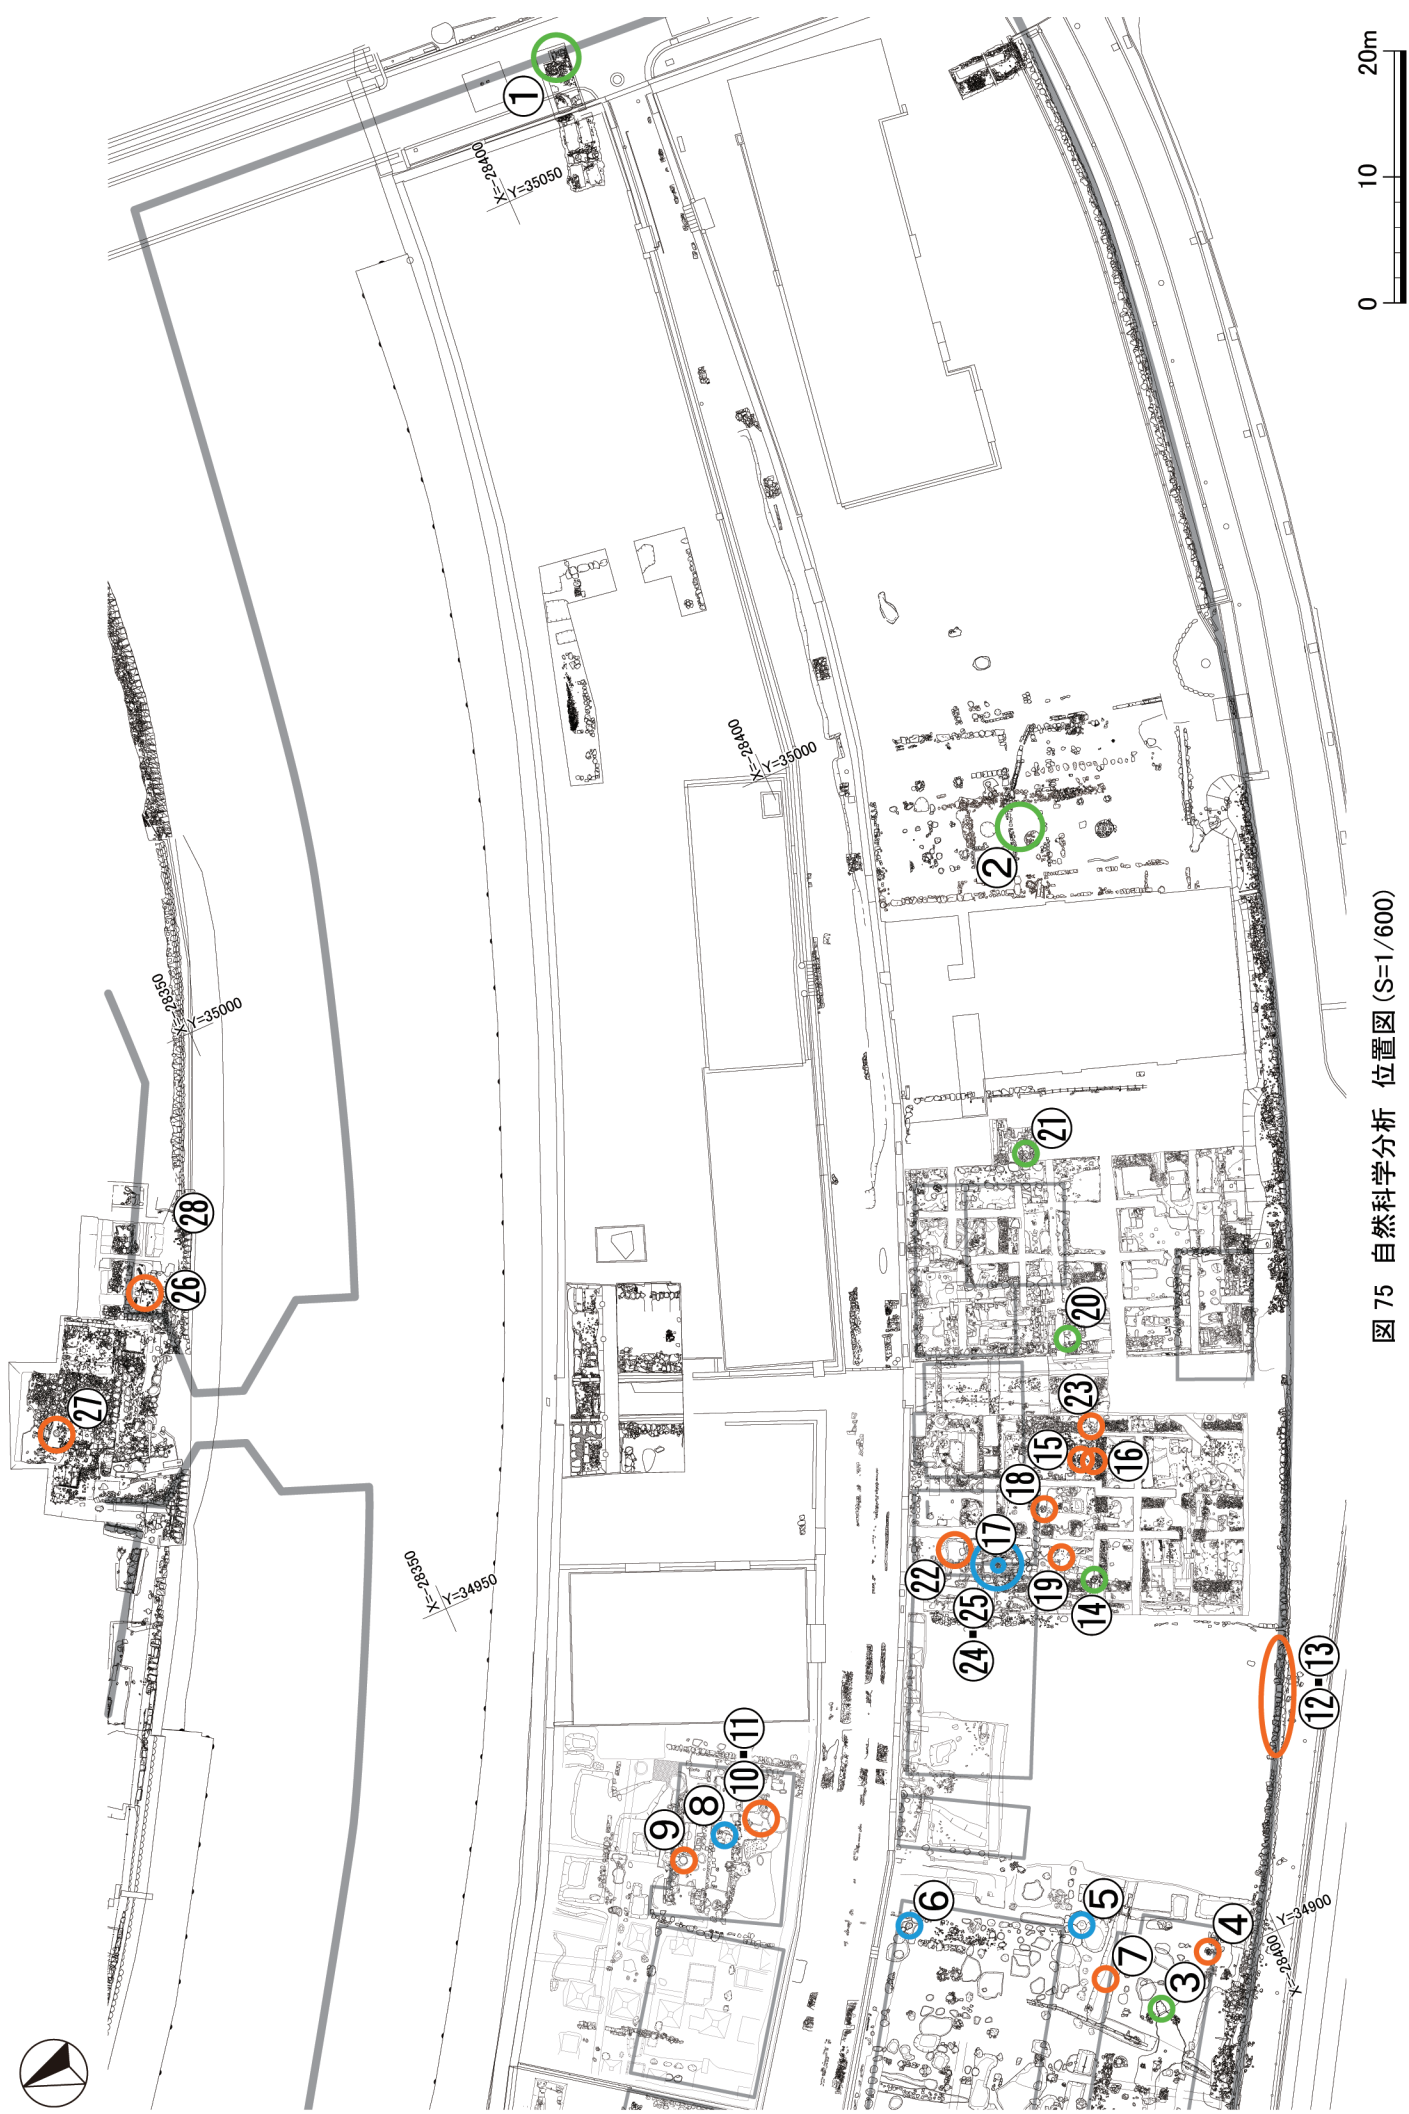 ①
X=-28400
Y=35050
②
X=-28400
Y=35000
X=-28350
Y=35000
㉑
㉘
㉖
⑳
㉗
㉓
⑮
⑯
⑱
⑰
㉒
⑲
⑭
㉔・㉕
X=-28350
Y=34950
⑫・⑬
⑩・⑪
⑧
⑨
⑥
⑤
④
⑦
③
X=-28400
Y=34900
0 10 20m
図 75 自然科学分析 位置図(S=1/600)